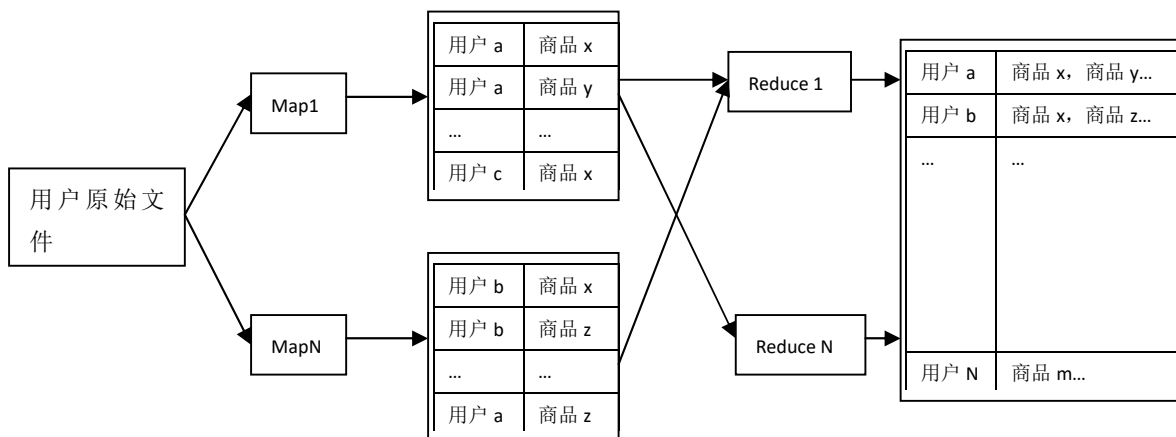 用户原始文件
Map1
MapN
用户 a 商品 x
用户 a 商品 y
… …
用户 c 商品 x
用户 b 商品 x
用户 b 商品 z
… …
用户 a 商品 z
Reduce 1
Reduce N
用户 a 商品 x，商品 y…
用户 b 商品 x，商品 z…
… …
用户 N 商品 m…